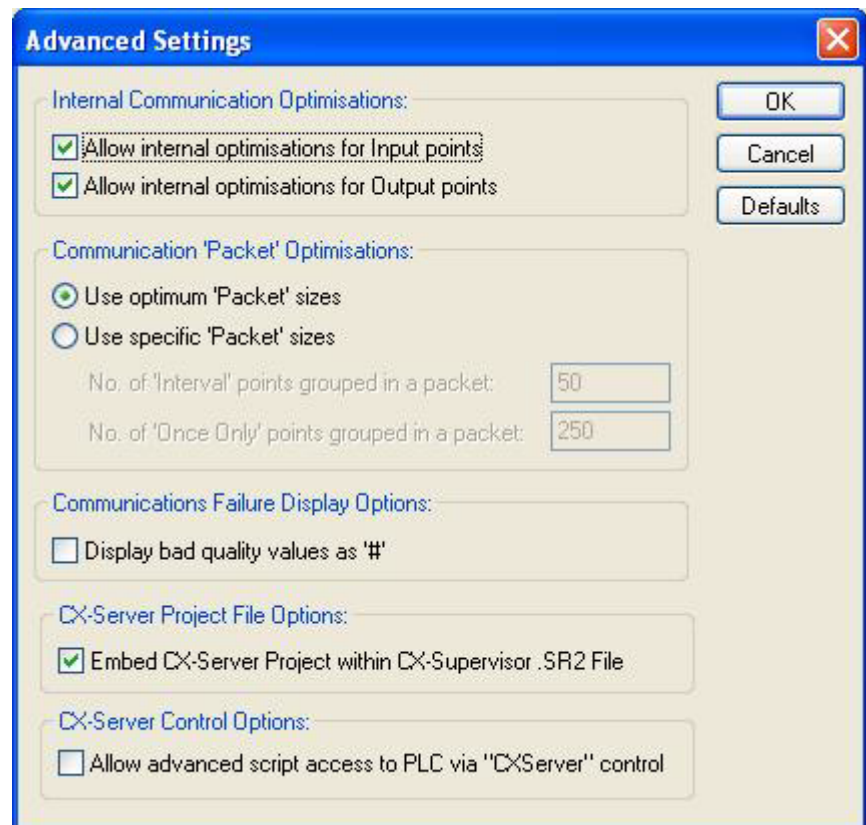 Advanced Settings
Internal Communication Optimisations:
Allow internal optimisations for Input points
Allow internal optimisations for Output points
OK
Cancel
Defaults
Communication 'Packet' Optimisations:
Use optimum 'Packet' sizes
Use specific 'Packet' sizes
No. of 'Interval' points grouped in a packet: 50
No. of 'Once Only' points grouped in a packet: 250
Communications Failure Display Options:
Display bad quality values as '#'
CX-Server Project File Options:
Embed CX-Server Project within CX-Supervisor .SR2 File
CX-Server Control Options:
Allow advanced script access to PLC via "CXServer" control